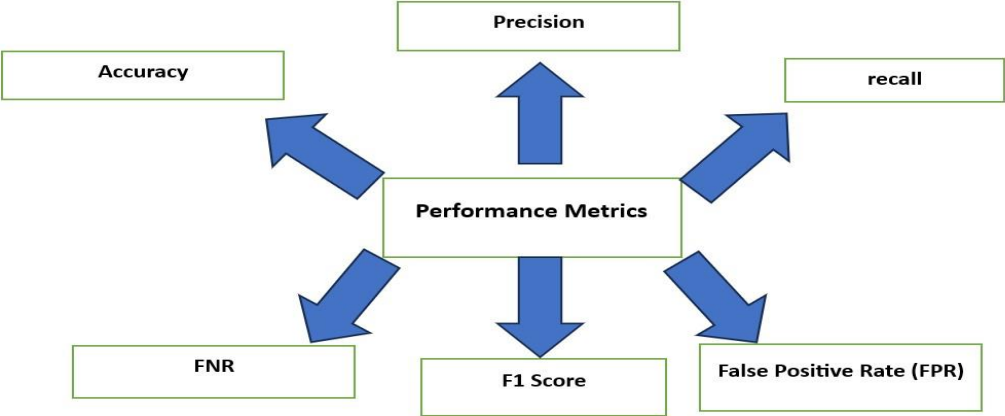 Precision
Accuracy
recall
Performance Metrics
FNR
F1 Score
False Positive Rate (FPR)